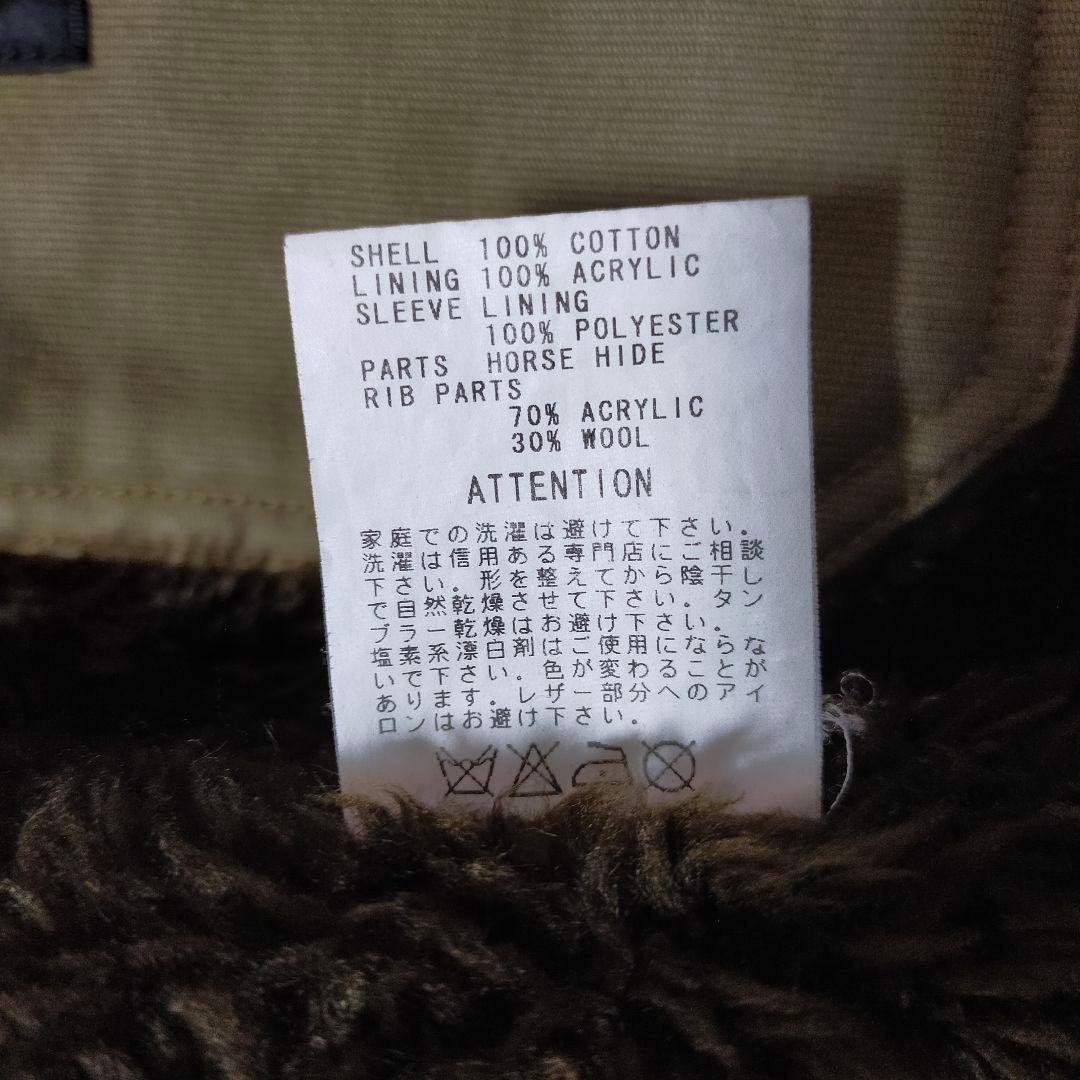 SHELL 100% COTTON
LINING 100% ACRYLIC
SLEEVE LINING
100% POLYESTER
PARTS HORSE HIDE
RIB PARTS
70% ACRYLIC
30% WOOL
ATTENTION
家庭での洗濯は避けて下さい。
洗濯は信用ある専門店にご相談
下さい。形を整えてから陰干し
で自然乾燥させて下さい。タン
ブラー乾燥はお避け下さい。
塩素系漂白剤はご使用にならな
いで下さい。色が変わることが
あります。レザー部分へのアイ
ロンはお避け下さい。